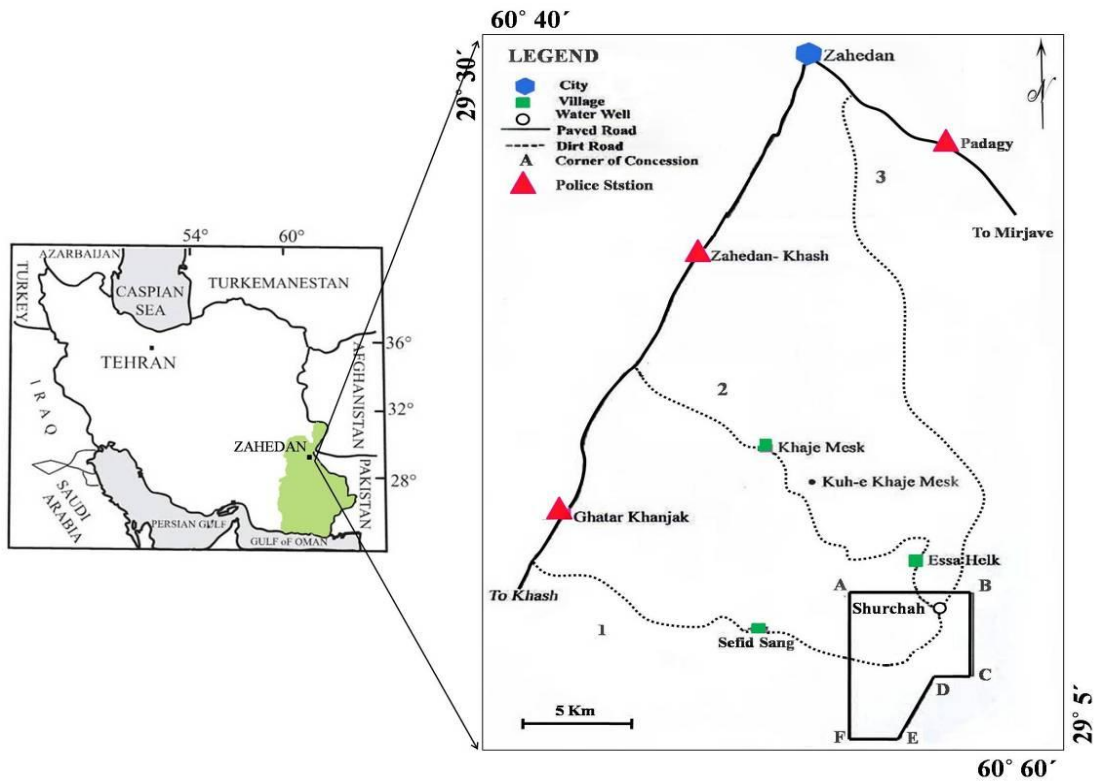 60˚ 40´
29˚ 30´
LEGEND
City
Village
Water Well
Paved Road
Dirt Road
A Corner of Concession
Police Ststion
N
Zahedan
Padagy
3
To Mirjave
Zahedan- Khash
2
Khaje Mesk
Kuh-e Khaje Mesk
Ghatar Khanjak
Essa Helk
To Khash
A
B
Shurchah
1
Sefid Sang
C
D
5 Km
F
E
29˚ 5´
60˚ 60´
54°
60°
AZARBAIJAN
TURKEY
CASPIAN
SEA
TURKEMANESTAN
TEHRAN
36°
AFGHANISTAN
32°
IRAQ
ZAHEDAN
28°
PAKISTAN
SAUDI
ARABIA
PERSIAN GULF
GULF oF OMAN